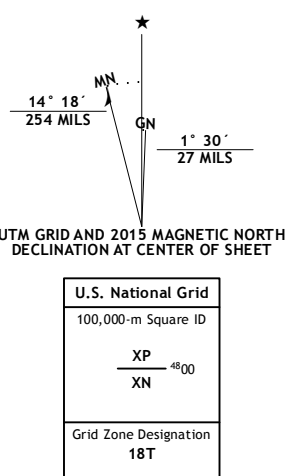 ★
MN
14° 18´
254 MILS
GN
1° 30´
27 MILS
UTM GRID AND 2015 MAGNETIC NORTH
DECLINATION AT CENTER OF SHEET
U.S. National Grid
100,000-m Square ID
XP
4800
XN
Grid Zone Designation
18T